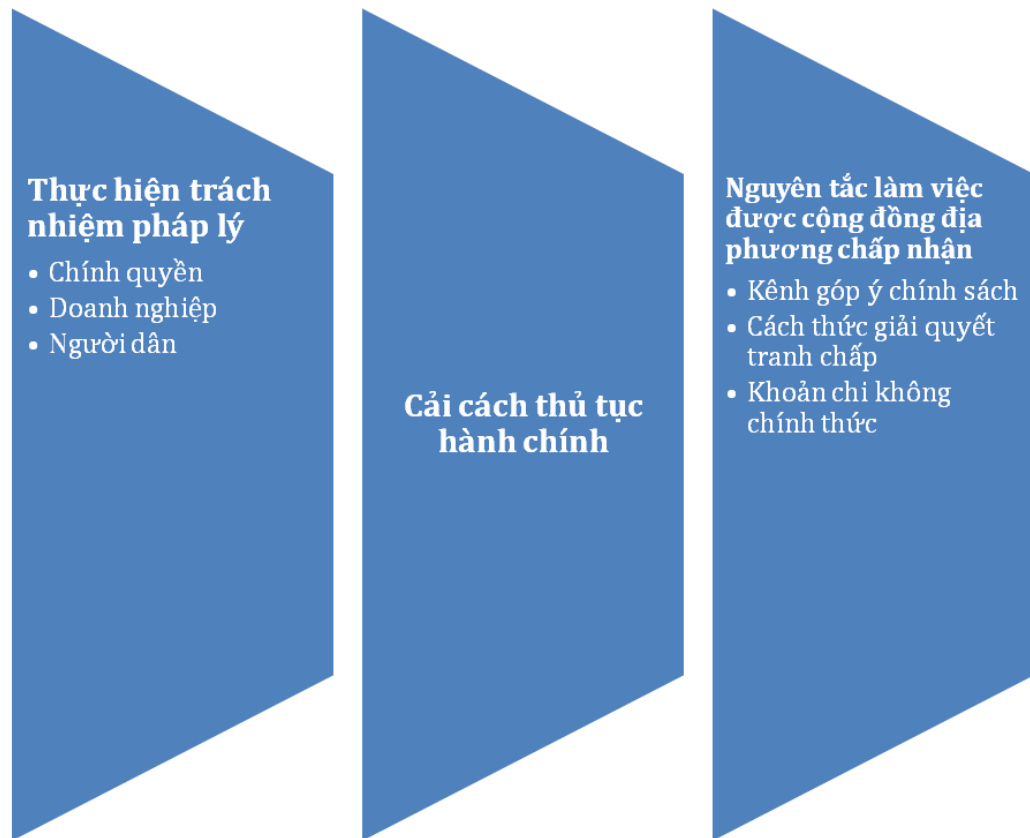 Thực hiện trách
nhiệm pháp lý
• Chính quyền
• Doanh nghiệp
• Người dân
Cải cách thủ tục
hành chính
Nguyên tắc làm việc
được cộng đồng địa
phương chấp nhận
• Kênh góp ý chính sách
• Cách thức giải quyết
tranh chấp
• Khoản chi không
chính thức